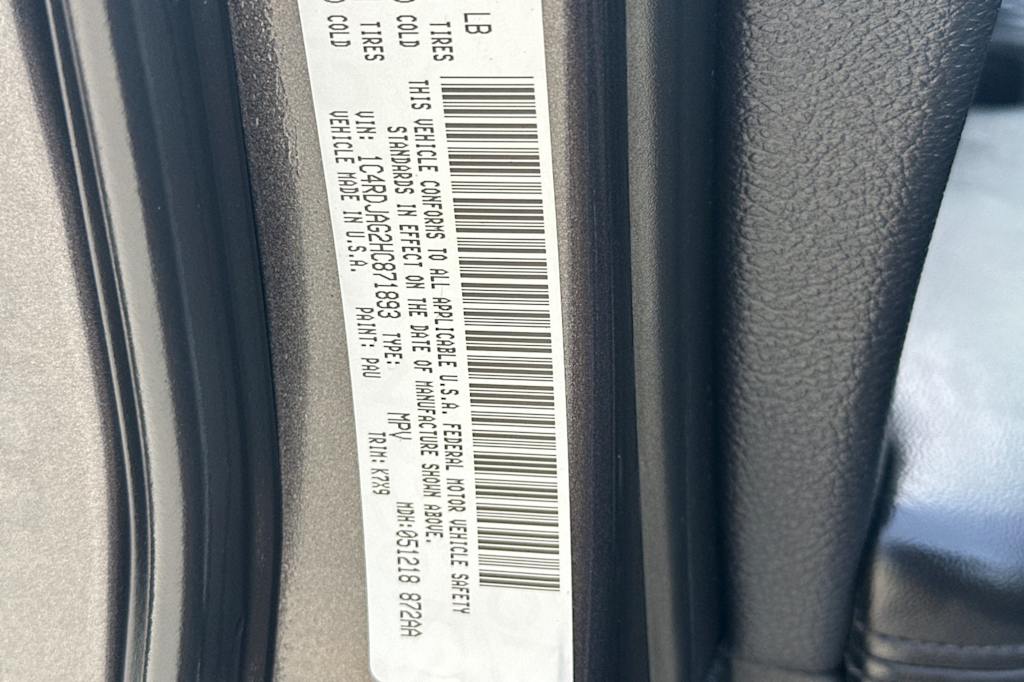 LB
TIRES COLD
TIRES COLD
THIS VEHICLE CONFORMS TO ALL APPLICABLE U.S.A. FEDERAL MOTOR VEHICLE SAFETY
STANDARDS IN EFFECT ON THE DATE OF MANUFACTURE SHOWN ABOVE.
VIN: 1C4RDJAG2HC871893 TYPE: MPV MDH:051218 872AA
VEHICLE MADE IN U.S.A. PAINT: PAU TRIM: K7X9